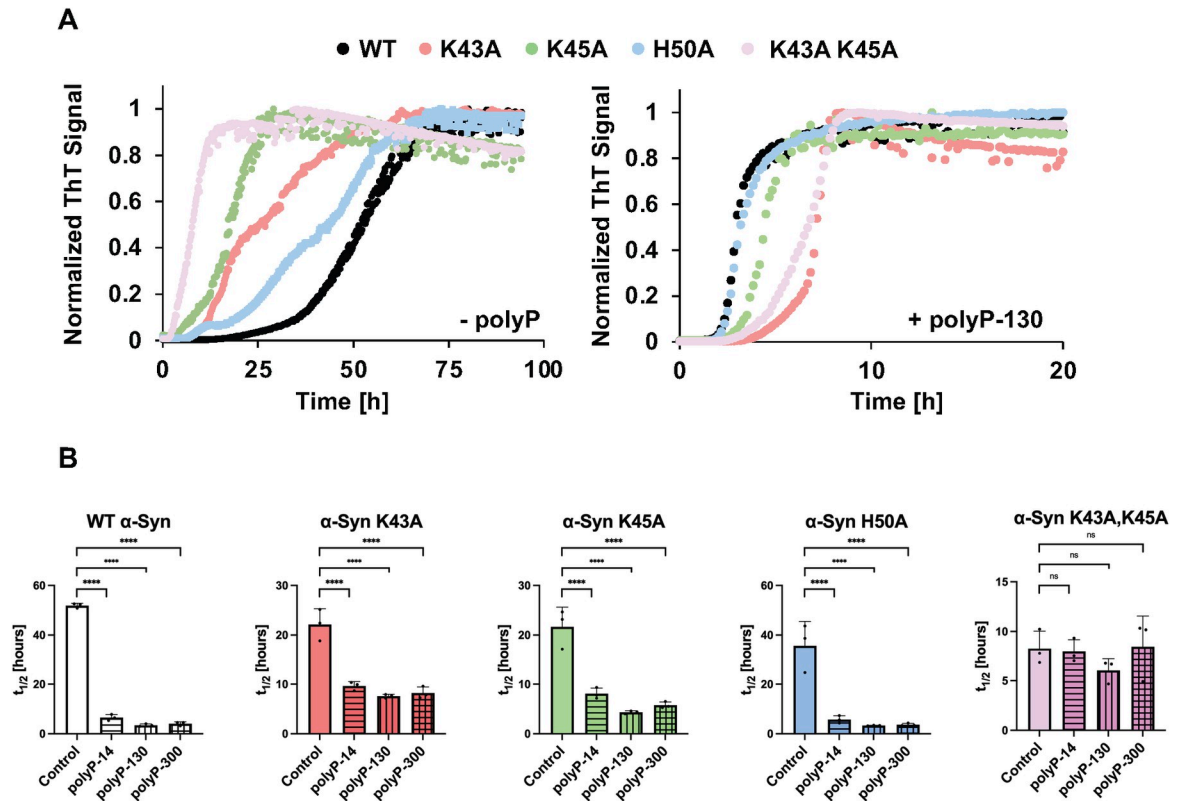 A
WT K43A K45A H50A K43A K45A
Normalized ThT Signal
1
0.8
0.6
0.4
0.2
0
- polyP
0 25 50 75 100
Time [h]
Normalized ThT Signal
1
0.8
0.6
0.4
0.2
0
+ polyP-130
0 10 20
Time [h]
B
WT α-Syn
****
****
****
t1/2 [hours]
60
40
20
0
Control
polyP-14
polyP-130
polyP-300
α-Syn K43A
****
****
****
t1/2 [hours]
30
20
10
0
Control
polyP-14
polyP-130
polyP-300
α-Syn K45A
****
****
****
t1/2 [hours]
30
20
10
0
Control
polyP-14
polyP-130
polyP-300
α-Syn H50A
****
****
****
t1/2 [hours]
60
40
20
0
Control
polyP-14
polyP-130
polyP-300
α-Syn K43A,K45A
ns
ns
ns
t1/2 [hours]
15
10
5
0
Control
polyP-14
polyP-130
polyP-300